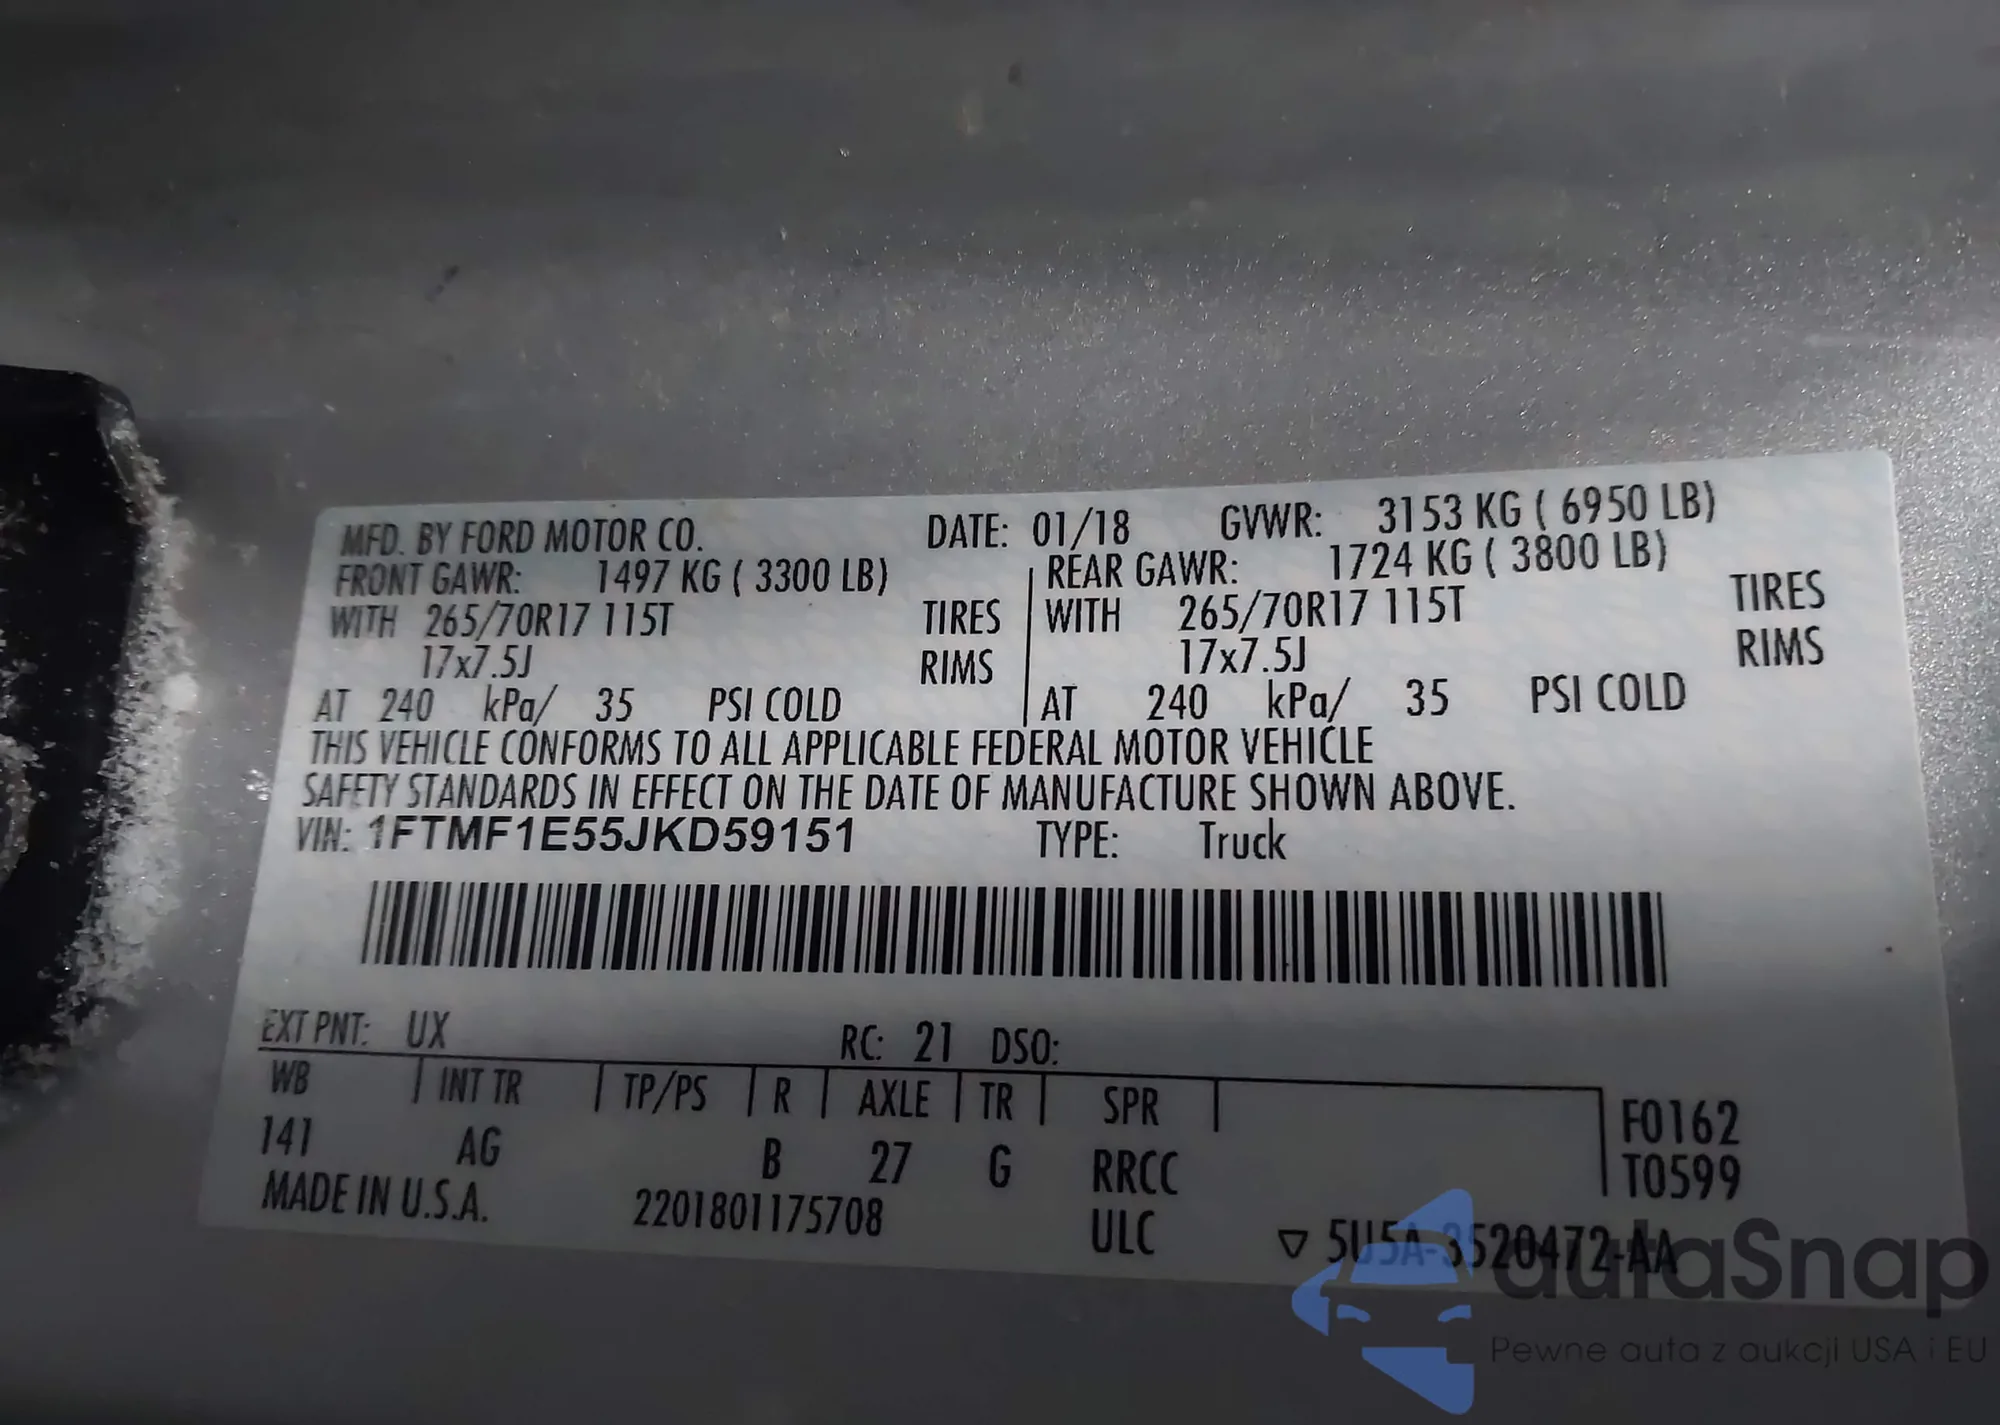 MFD. BY FORD MOTOR CO. DATE: 01/18 GVWR: 3153 KG ( 6950 LB)
FRONT GAWR: 1497 KG ( 3300 LB) REAR GAWR: 1724 KG ( 3800 LB)
WITH 265/70R17 115T TIRES WITH 265/70R17 115T TIRES
17x7.5J RIMS 17x7.5J RIMS
AT 240 kPa/ 35 PSI COLD AT 240 kPa/ 35 PSI COLD
THIS VEHICLE CONFORMS TO ALL APPLICABLE FEDERAL MOTOR VEHICLE
SAFETY STANDARDS IN EFFECT ON THE DATE OF MANUFACTURE SHOWN ABOVE.
VIN: 1FTMF1E55JKD59151 TYPE: Truck
EXT PNT: UX RC: 21 DSO:
WB INT TR TP/PS R AXLE TR SPR F0162
141 AG B 27 G RRCC T0599
MADE IN U.S.A. 2201801175708 ULC ▽ 5U5A-3520472-AA
autaSnap
Pewne auta z aukcji USA i EU